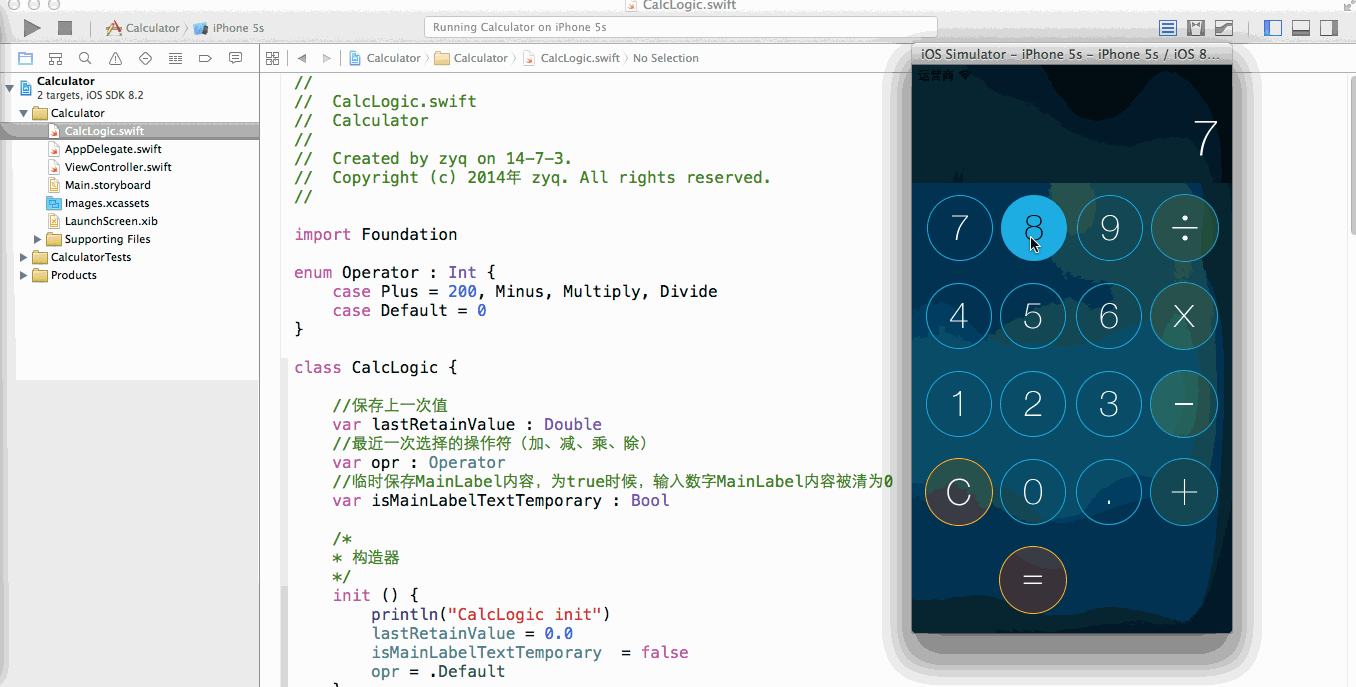 CalcLogic.swift
Calculator
iPhone 5s
Running Calculator on iPhone 5s
Calculator
Calculator
CalcLogic.swift
No Selection
Calculator
2 targets, iOS SDK 8.2
Calculator
CalcLogic.swift
AppDelegate.swift
ViewController.swift
Main.storyboard
Images.xcassets
LaunchScreen.xib
Supporting Files
CalculatorTests
Products
//
//  CalcLogic.swift
//  Calculator
//
//  Created by zyq on 14-7-3.
//  Copyright (c) 2014年 zyq. All rights reserved.
//
import Foundation
enum Operator : Int {
    case Plus = 200, Minus, Multiply, Divide
    case Default = 0
}
class CalcLogic {
    //保存上一次值
    var lastRetainValue : Double
    //最近一次选择的操作符（加、减、乘、除）
    var opr : Operator
    //临时保存MainLabel内容，为true时候，输入数字MainLabel内容被清为0
    var isMainLabelTextTemporary : Bool
    /*
    * 构造器
    */
    init () {
        println("CalcLogic init")
        lastRetainValue = 0.0
        isMainLabelTextTemporary  = false
        opr = .Default
iOS Simulator – iPhone 5s – iPhone 5s / iOS 8...
运营商
7
7 8 9 ÷
4 5 6 X
1 2 3 −
C 0 . +
=